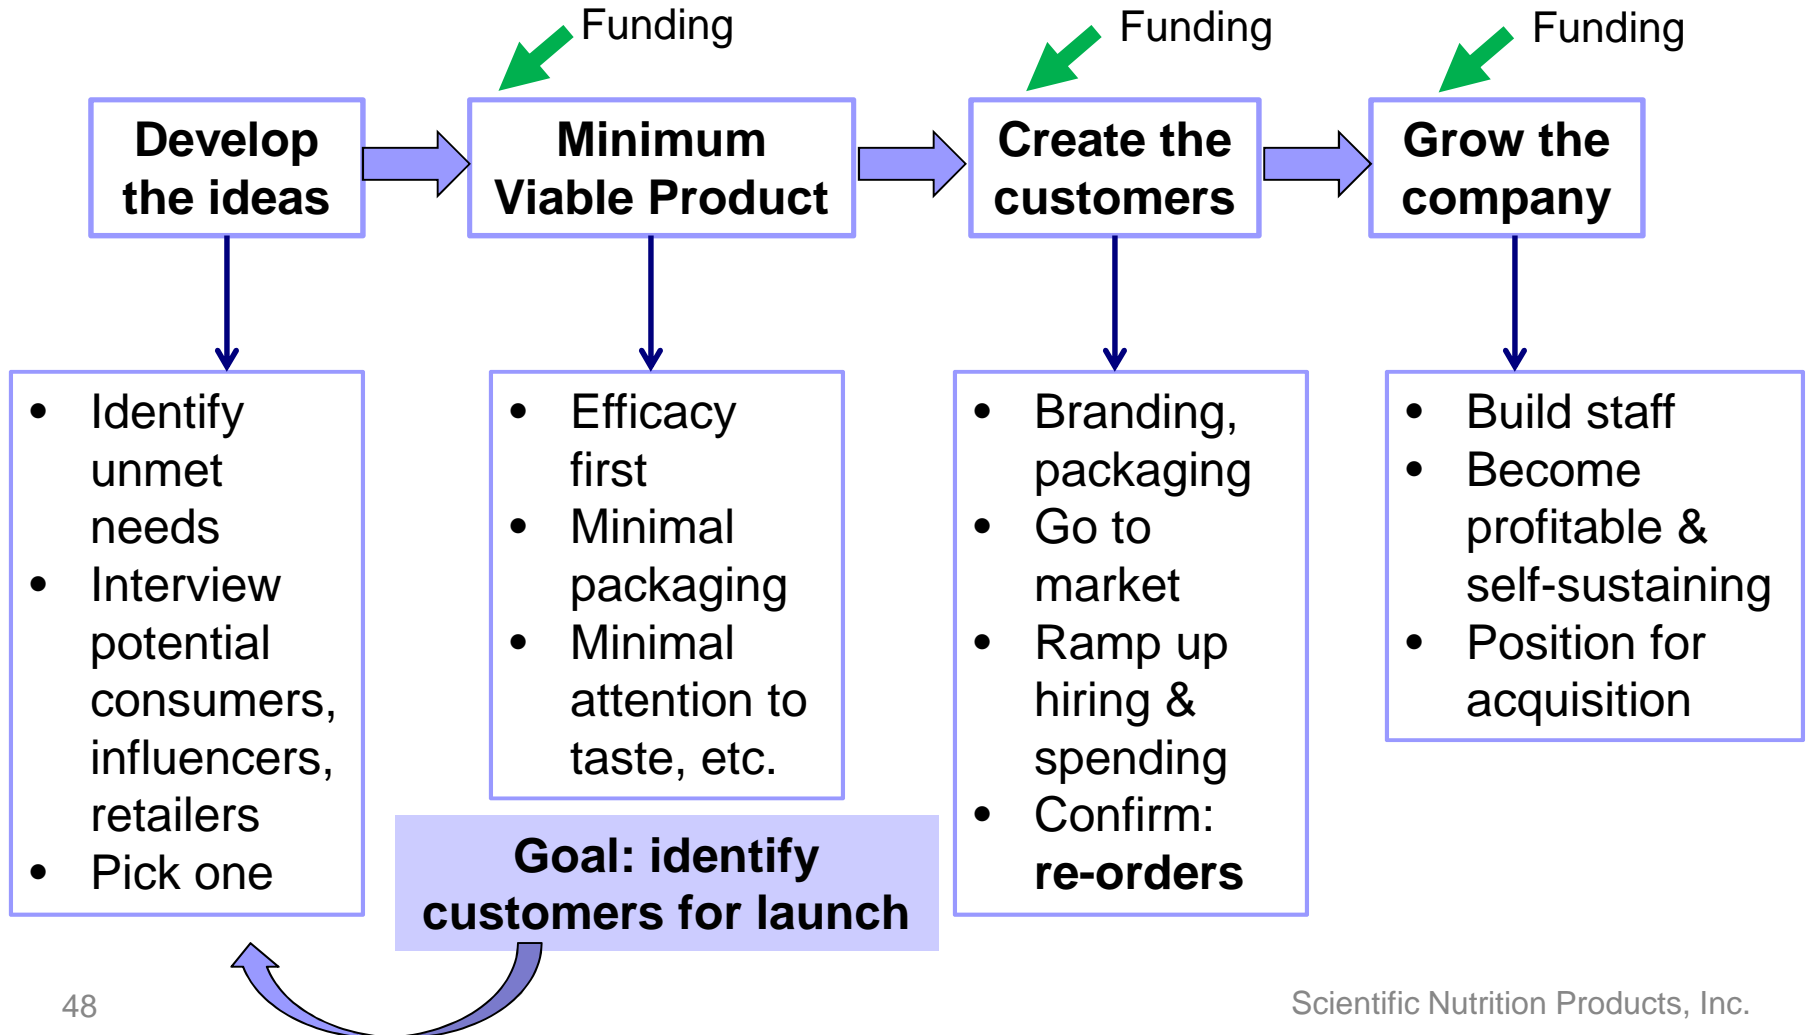 Funding
Funding
Funding
Develop
the ideas
Minimum
Viable Product
Create the
customers
Grow the
company
• Identify
unmet
needs
• Interview
potential
consumers,
influencers,
retailers
• Pick one
• Efficacy
first
• Minimal
packaging
• Minimal
attention to
taste, etc.
Goal: identify
customers for launch
• Branding,
packaging
• Go to
market
• Ramp up
hiring &
spending
• Confirm:
re-orders
• Build staff
• Become
profitable &
self-sustaining
• Position for
acquisition
48
Scientific Nutrition Products, Inc.